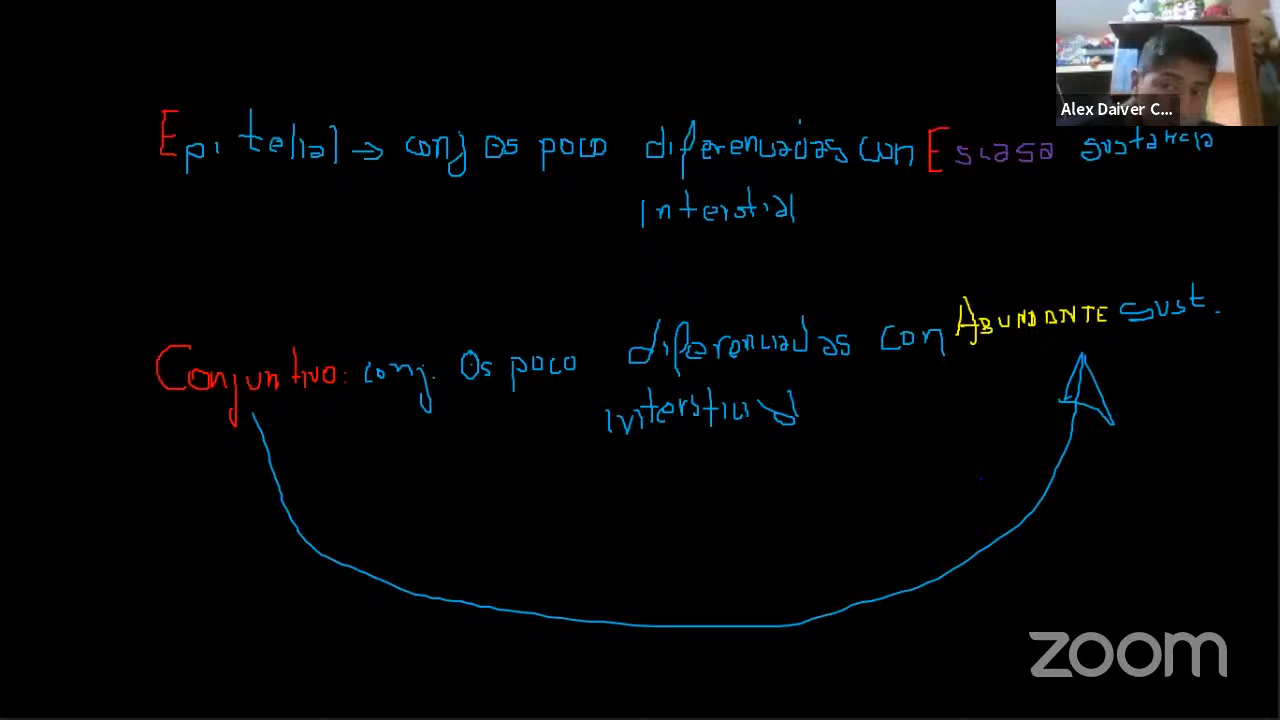 Alex Daiver C...
Epitelial → conj Os poco diferenciadas con Escasa sustancia
interstial
Conjuntivo: conj. Os poco diferenciadas con ABUNDANTE sust.
intersticial
zoom